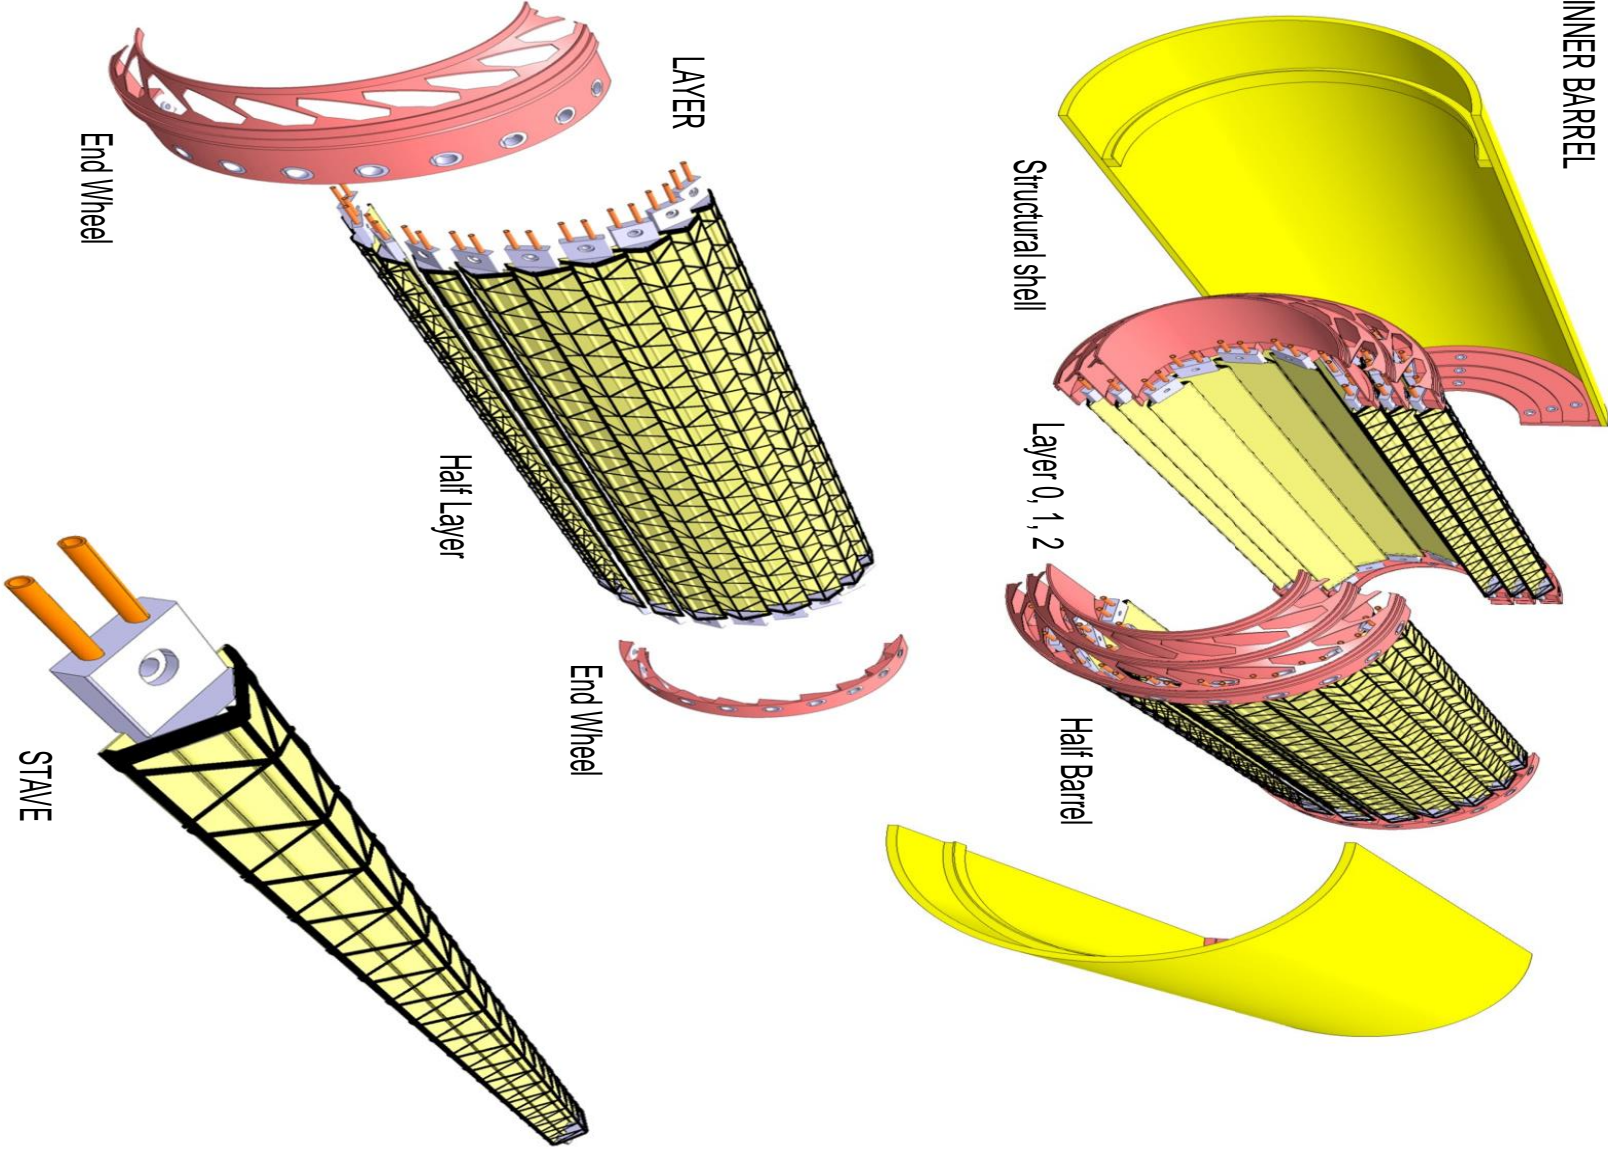 INNER BARREL
Structural shell
Layer 0, 1, 2
Half Barrel
LAYER
End Wheel
Half Layer
End Wheel
STAVE